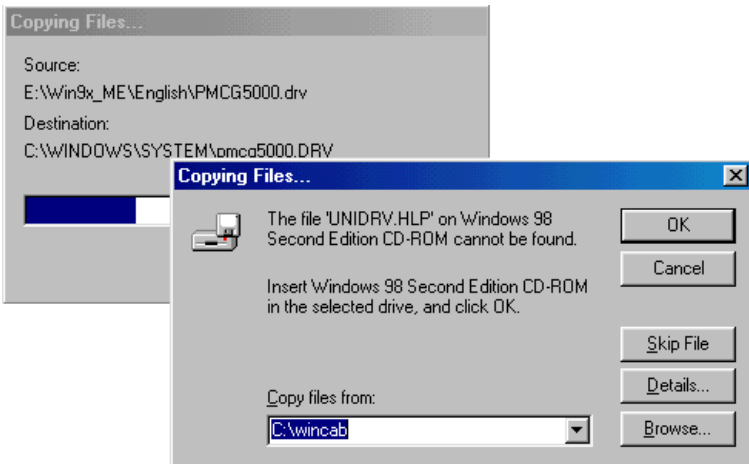 Copying Files...
Source:
E:\Win9x_ME\English\PMCG5000.drv
Destination:
C:\WINDOWS\SYSTEM\pmcg5000.DRV
Copying Files...
The file 'UNIDRV.HLP' on Windows 98
Second Edition CD-ROM cannot be found.
Insert Windows 98 Second Edition CD-ROM
in the selected drive, and click OK.
Copy files from:
C:\wincab
OK
Cancel
Skip File
Details...
Browse...